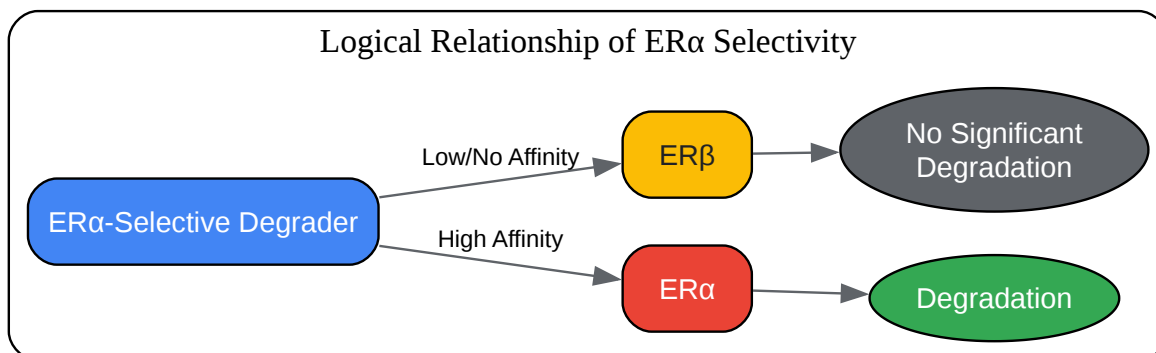 Logical Relationship of ERα Selectivity
ERα-Selective Degrader
Low/No Affinity
ERβ
No Significant
Degradation
High Affinity
ERα
Degradation